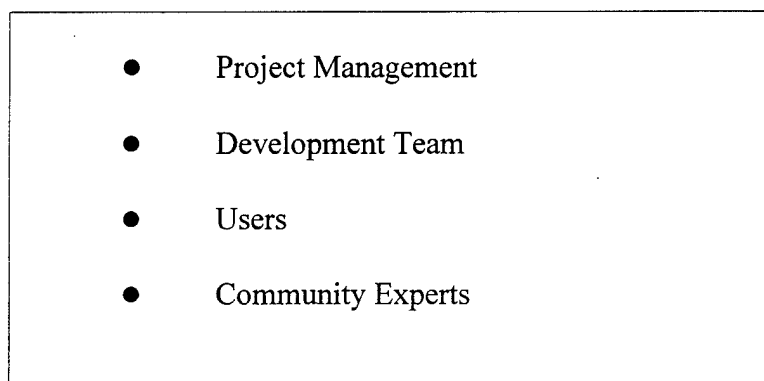 ● Project Management
● Development Team
● Users
● Community Experts